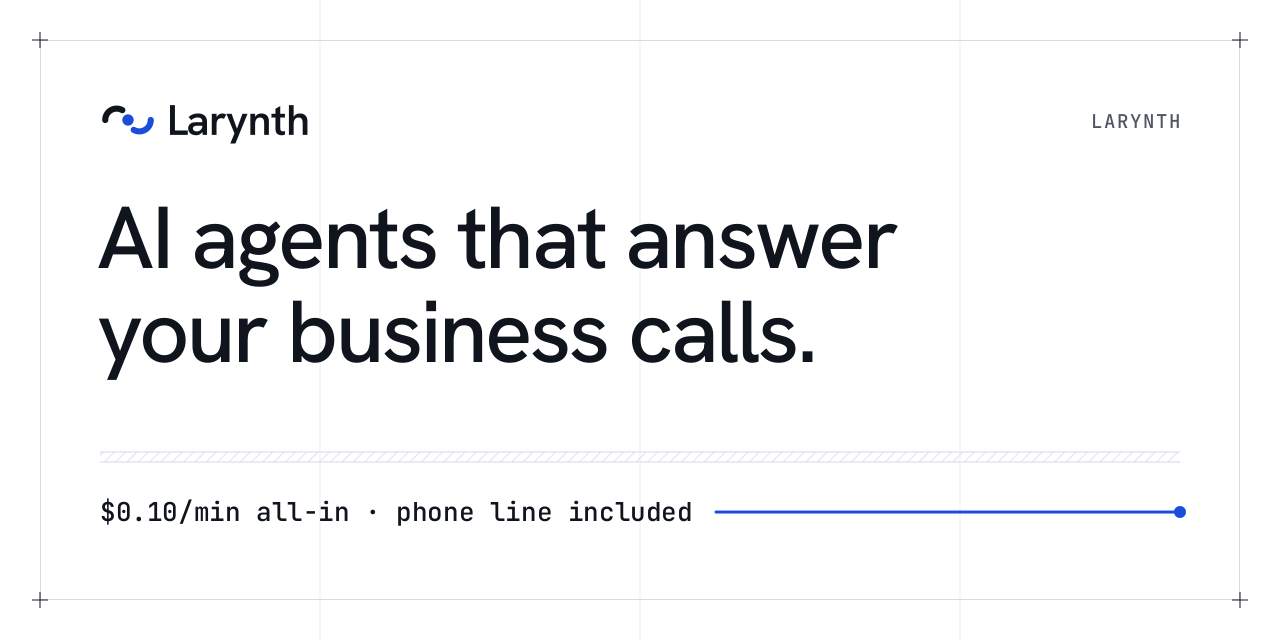 Larynth
LARYNTH
AI agents that answer
your business calls.
$0.10/min all-in · phone line included